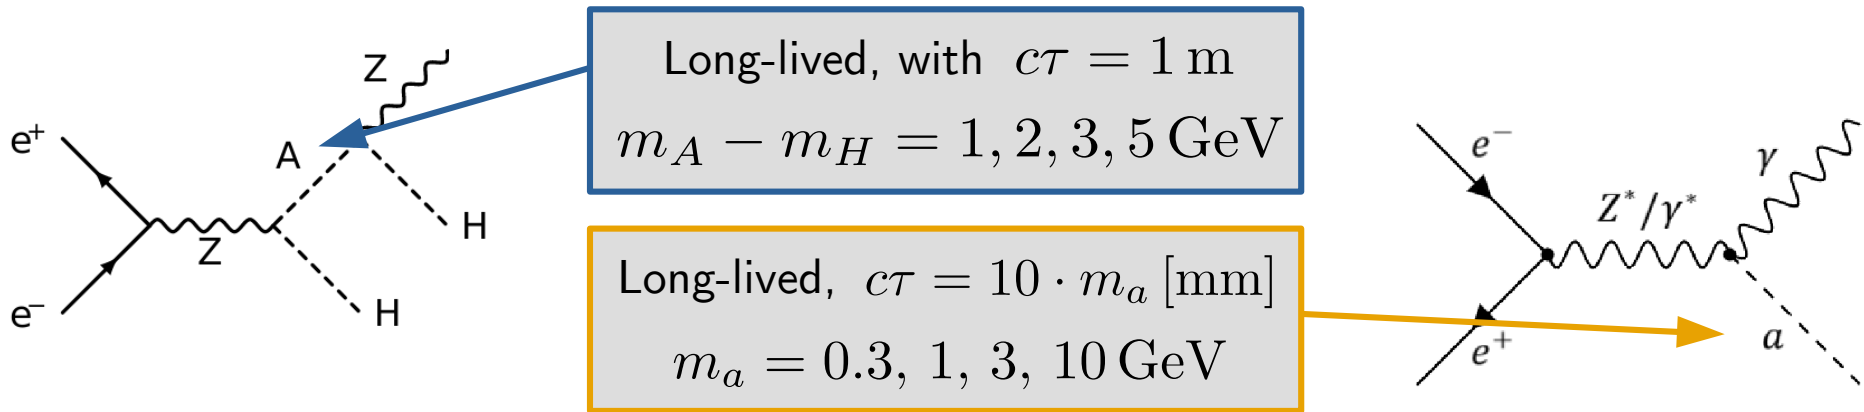 e⁺
e⁻
Z
A
Z
H
H
Long-lived, with cτ = 1 m
m_A − m_H = 1, 2, 3, 5 GeV
Long-lived, cτ = 10 · m_a [mm]
m_a = 0.3, 1, 3, 10 GeV
e⁻
e⁺
Z*/γ*
γ
a